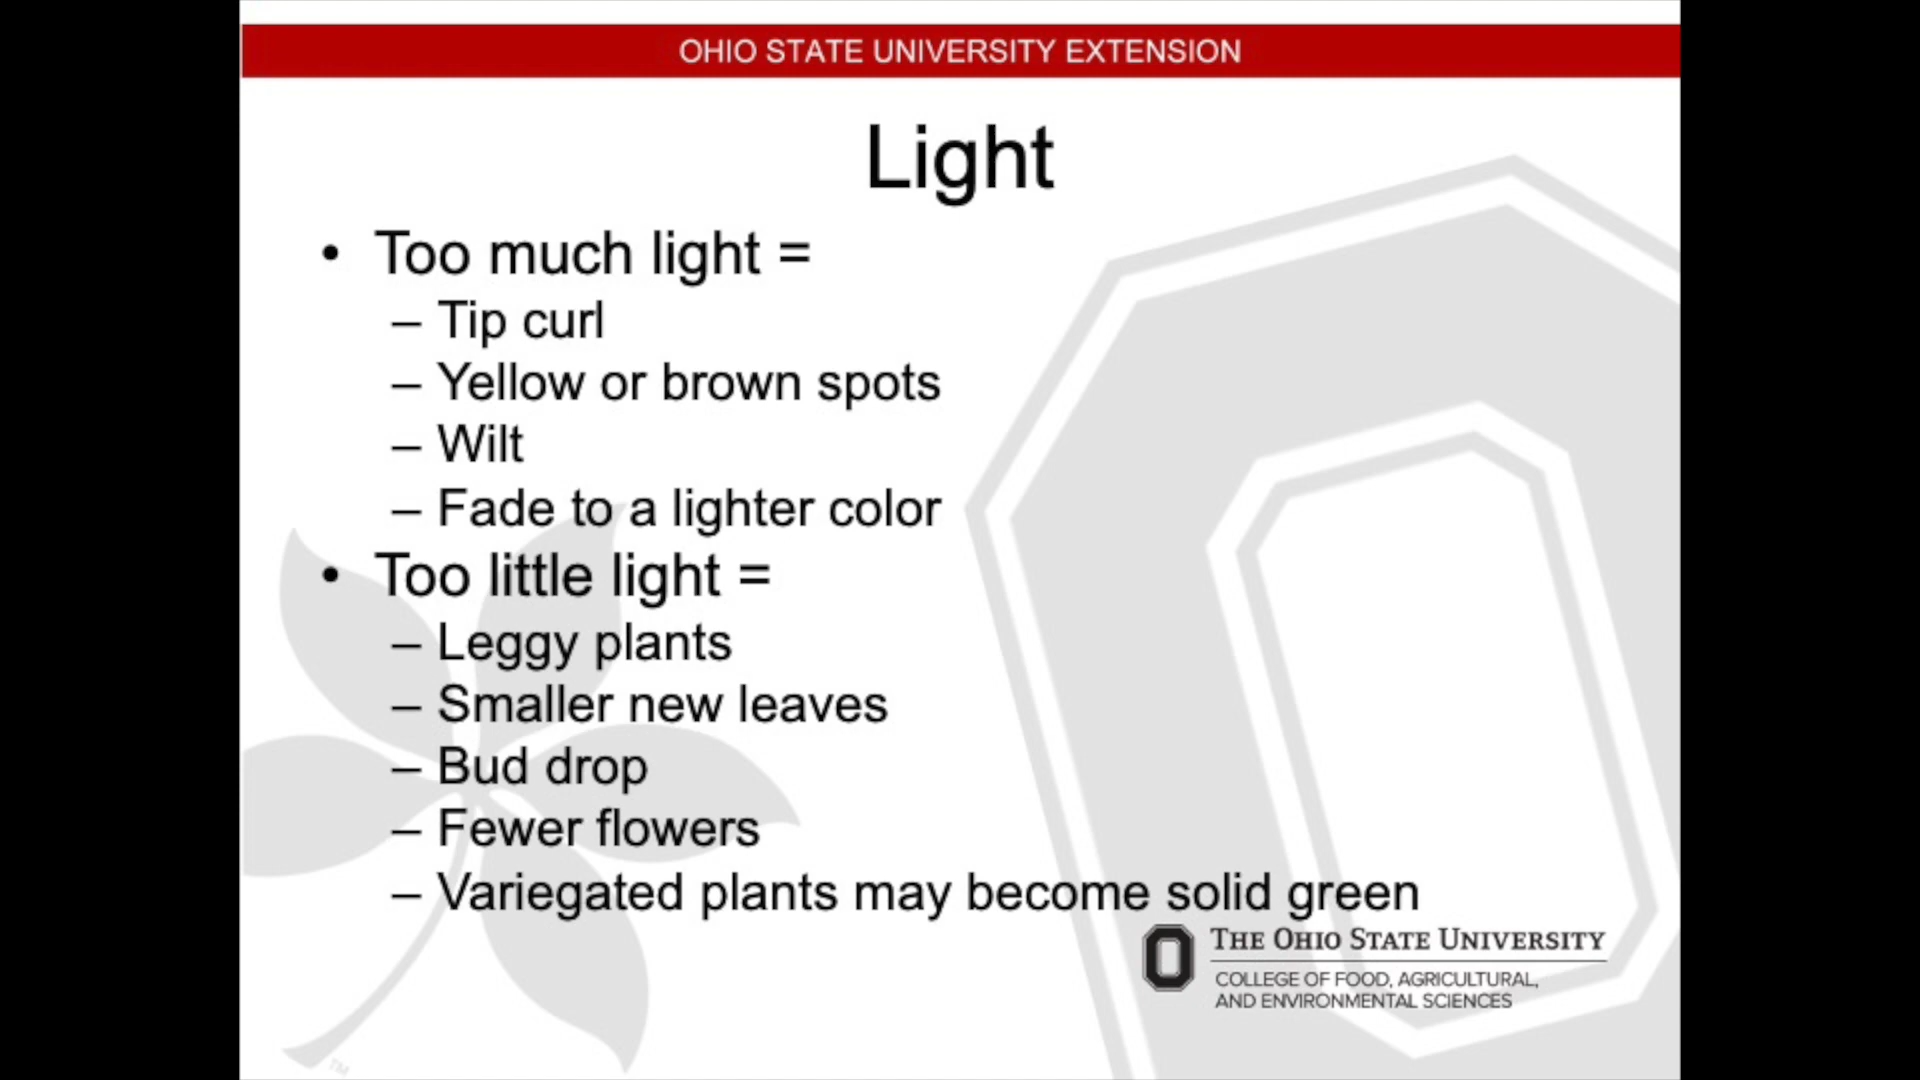 OHIO STATE UNIVERSITY EXTENSION
Light
• Too much light =
– Tip curl
– Yellow or brown spots
– Wilt
– Fade to a lighter color
• Too little light =
– Leggy plants
– Smaller new leaves
– Bud drop
– Fewer flowers
– Variegated plants may become solid green
THE OHIO STATE UNIVERSITY
COLLEGE OF FOOD, AGRICULTURAL,
AND ENVIRONMENTAL SCIENCES
TM